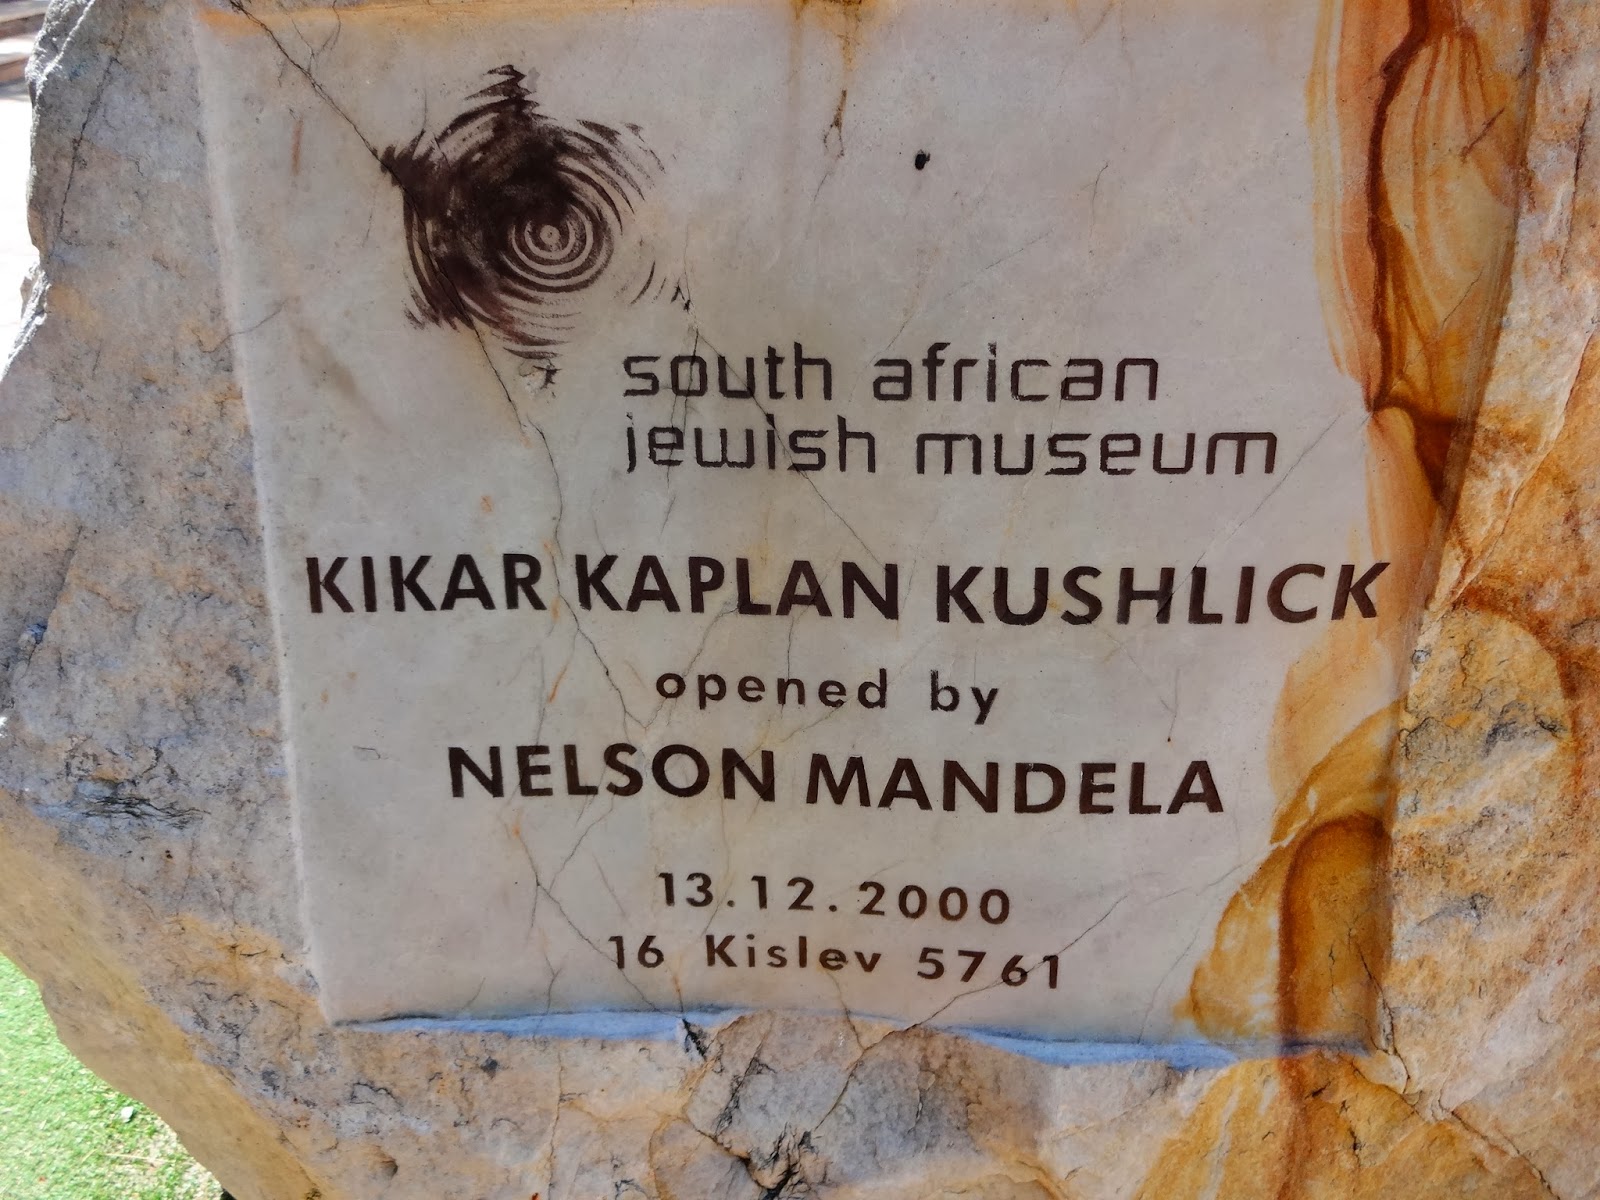 south african
jewish museum
KIKAR KAPLAN KUSHLICK
opened by
NELSON MANDELA
13.12.2000
16 Kislev 5761